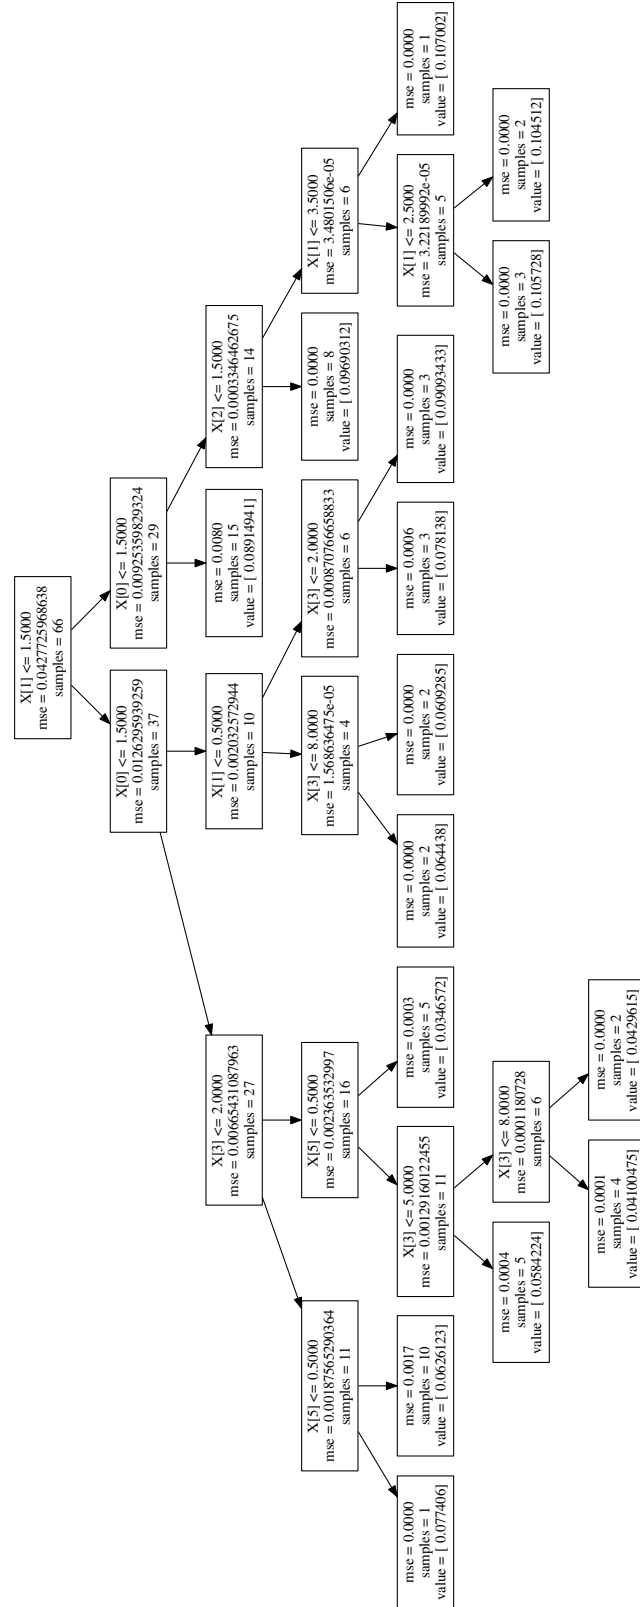 X[1] <= 1.5000
mse = 0.0427725968638
samples = 66
X[0] <= 1.5000
mse = 0.0126295939259
samples = 37
X[0] <= 1.5000
mse = 0.00925359829324
samples = 29
X[3] <= 2.0000
mse = 0.00665431087963
samples = 27
X[1] <= 0.5000
mse = 0.002032572944
samples = 10
mse = 0.0080
samples = 15
value = [ 0.08914941]
X[2] <= 1.5000
mse = 0.0003346462675
samples = 14
X[5] <= 0.5000
mse = 0.00187565290364
samples = 11
X[5] <= 0.5000
mse = 0.002363532997
samples = 16
X[3] <= 8.0000
mse = 1.568636475e-05
samples = 4
X[3] <= 2.0000
mse = 0.000870766658833
samples = 6
mse = 0.0000
samples = 8
value = [ 0.09690312]
X[1] <= 3.5000
mse = 3.4801506e-05
samples = 6
mse = 0.0000
samples = 1
value = [ 0.077406]
mse = 0.0017
samples = 10
value = [ 0.0626123]
X[3] <= 5.0000
mse = 0.00129160122455
samples = 11
mse = 0.0003
samples = 5
value = [ 0.0346572]
mse = 0.0000
samples = 2
value = [ 0.064438]
mse = 0.0000
samples = 2
value = [ 0.0609285]
mse = 0.0006
samples = 3
value = [ 0.078138]
mse = 0.0000
samples = 3
value = [ 0.09093433]
X[1] <= 2.5000
mse = 3.22189992e-05
samples = 5
mse = 0.0000
samples = 1
value = [ 0.107002]
mse = 0.0004
samples = 5
value = [ 0.0584224]
X[3] <= 8.0000
mse = 0.0001180728
samples = 6
mse = 0.0000
samples = 3
value = [ 0.105728]
mse = 0.0000
samples = 2
value = [ 0.104512]
mse = 0.0001
samples = 4
value = [ 0.04100475]
mse = 0.0000
samples = 2
value = [ 0.0429615]